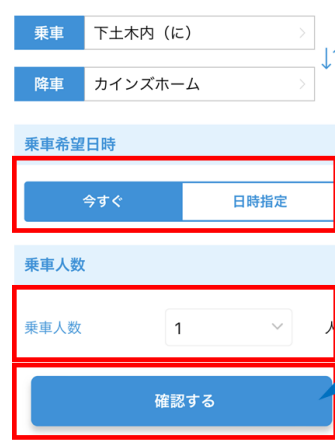 乗車 下土木内（に）
降車 カインズホーム
乗車希望日時
今すぐ 日時指定
乗車人数
乗車人数 1 人
確認する